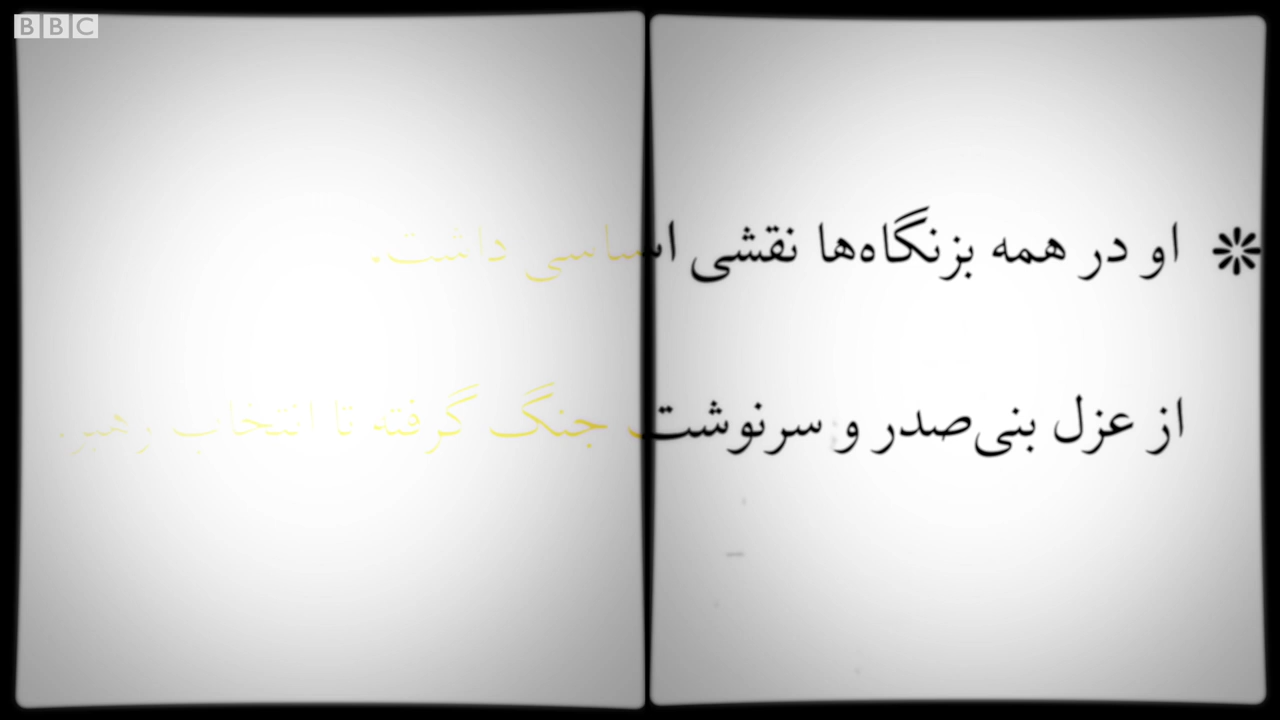 BBC
او در همه بزنگاه‌ها نقشی اساسی داشت.
از عزل بنی‌صدر و سرنوشت جنگ گرفته تا انتخاب رهبر.